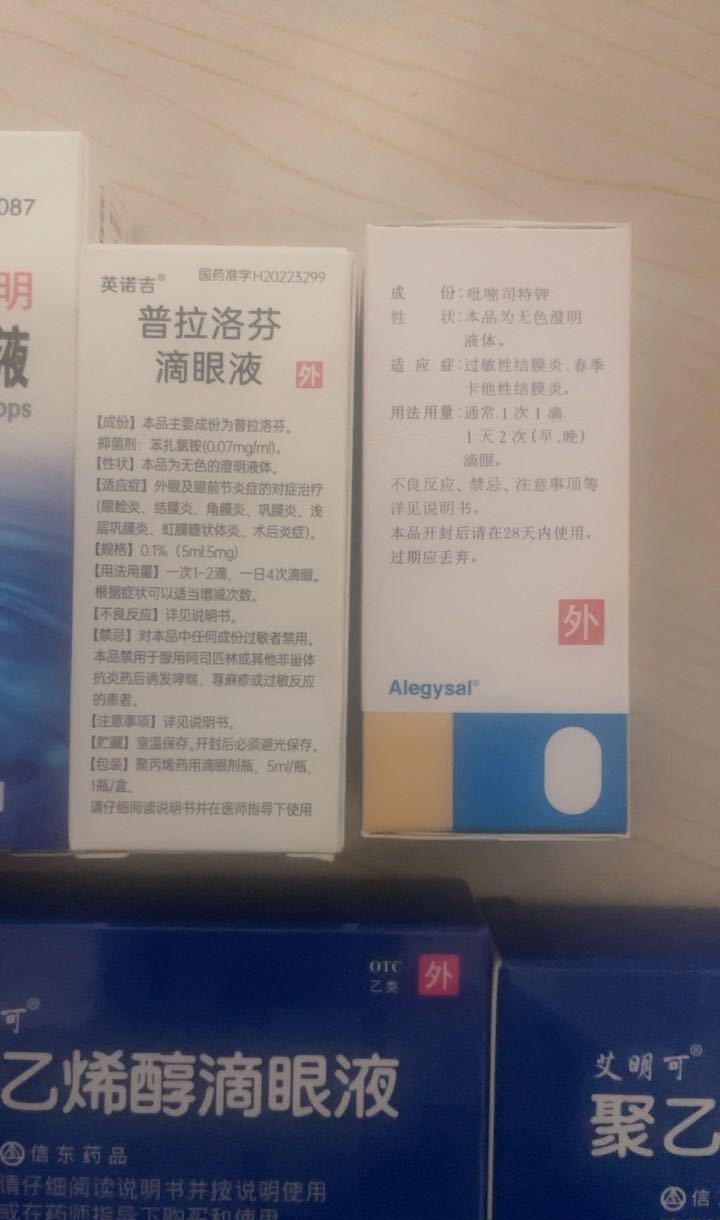 087
明
液
ops
英诺吉®
国药准字H20223299
普拉洛芬
滴眼液
外
【成份】本品主要成份为普拉洛芬。
抑菌剂：苯扎氯铵(0.07mg/ml)。
【性状】本品为无色的澄明液体。
【适应症】外眼及眼前节炎症的对症治疗
(眼睑炎、结膜炎、角膜炎、巩膜炎、浅
层巩膜炎、虹膜睫状体炎、术后炎症)。
【规格】0.1%（5ml:5mg)
【用法用量】一次1~2滴，一日4次滴眼。
根据症状可以适当增减次数。
【不良反应】详见说明书。
【禁忌】对本品中任何成份过敏者禁用。
本品禁用于服用阿司匹林或其他非甾体
抗炎药后诱发哮喘、荨麻疹或过敏反应
的患者。
【注意事项】详见说明书。
【贮藏】室温保存。开封后必须避光保存。
【包装】聚丙烯药用滴眼剂瓶，5ml/瓶，
1瓶/盒。
请仔细阅读说明书并在医师指导下使用
成份：吡嘧司特钾
性状：本品为无色澄明
液体。
适应症：过敏性结膜炎.春季
卡他性结膜炎。
用法用量：通常.1次1滴.
1天2次(早、晚)
滴眼。
不良反应、禁忌、注意事项等
详见说明书。
本品开封后请在28天内使用，
过期应丢弃。
外
Alegysal®
OTC
乙类
外
可®
乙烯醇滴眼液
信东药品
请仔细阅读说明书并按说明使用
或在药师指导下购买和使用
艾明可®
聚乙
信